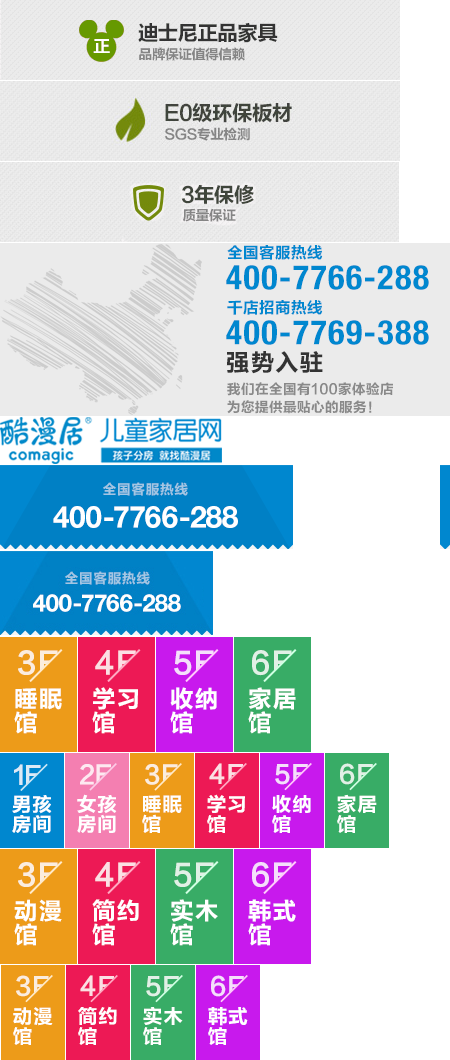 正
迪士尼正品家具
品牌保证值得信赖
E0级环保板材
SGS专业检测
3年保修
质量保证
全国客服热线
400-7766-288
千店招商热线
400-7769-388
强势入驻
我们在全国有100家体验店
为您提供最贴心的服务！
酷漫居® 儿童家居网
comagic 孩子分房 就找酷漫居
全国客服热线
400-7766-288
全国客服热线
400-7766-288
3F 4F 5F 6F
睡眠 学习 收纳 家居
馆 馆 馆 馆
1F 2F 3F 4F 5F 6F
男孩 女孩 睡眠 学习 收纳 家居
房间 房间 馆 馆 馆 馆
3F 4F 5F 6F
动漫 简约 实木 韩式
馆 馆 馆 馆
3F 4F 5F 6F
动漫 简约 实木 韩式
馆 馆 馆 馆